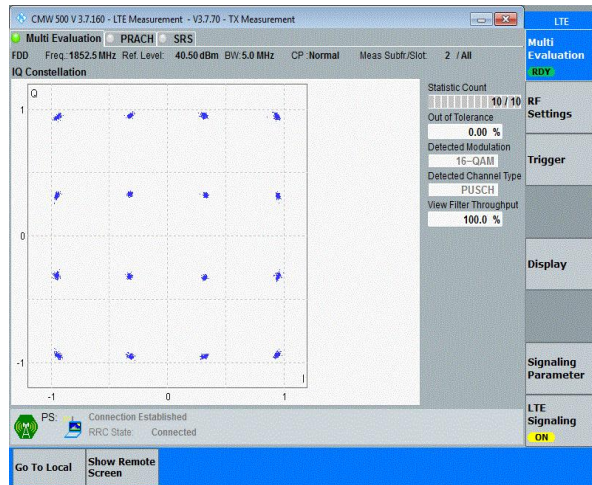 CMW 500 V 3.7.160 - LTE Measurement - V3.7.70 - TX Measurement
LTE
Multi Evaluation PRACH SRS
FDD Freq.: 1852.5 MHz Ref. Level: 40.50 dBm BW: 5.0 MHz CP : Normal Meas Subfr./Slot: 2 / All
IQ Constellation
Q
1
0
-1
-1 0 1
I
Statistic Count
10 / 10
Out of Tolerance
0.00 %
Detected Modulation
16-QAM
Detected Channel Type
PUSCH
View Filter Throughput
100.0 %
PS: Connection Established
RRC State: Connected
Multi
Evaluation
RDY
RF
Settings
Trigger
Display
Signaling
Parameter
LTE
Signaling
ON
Go To Local
Show Remote
Screen